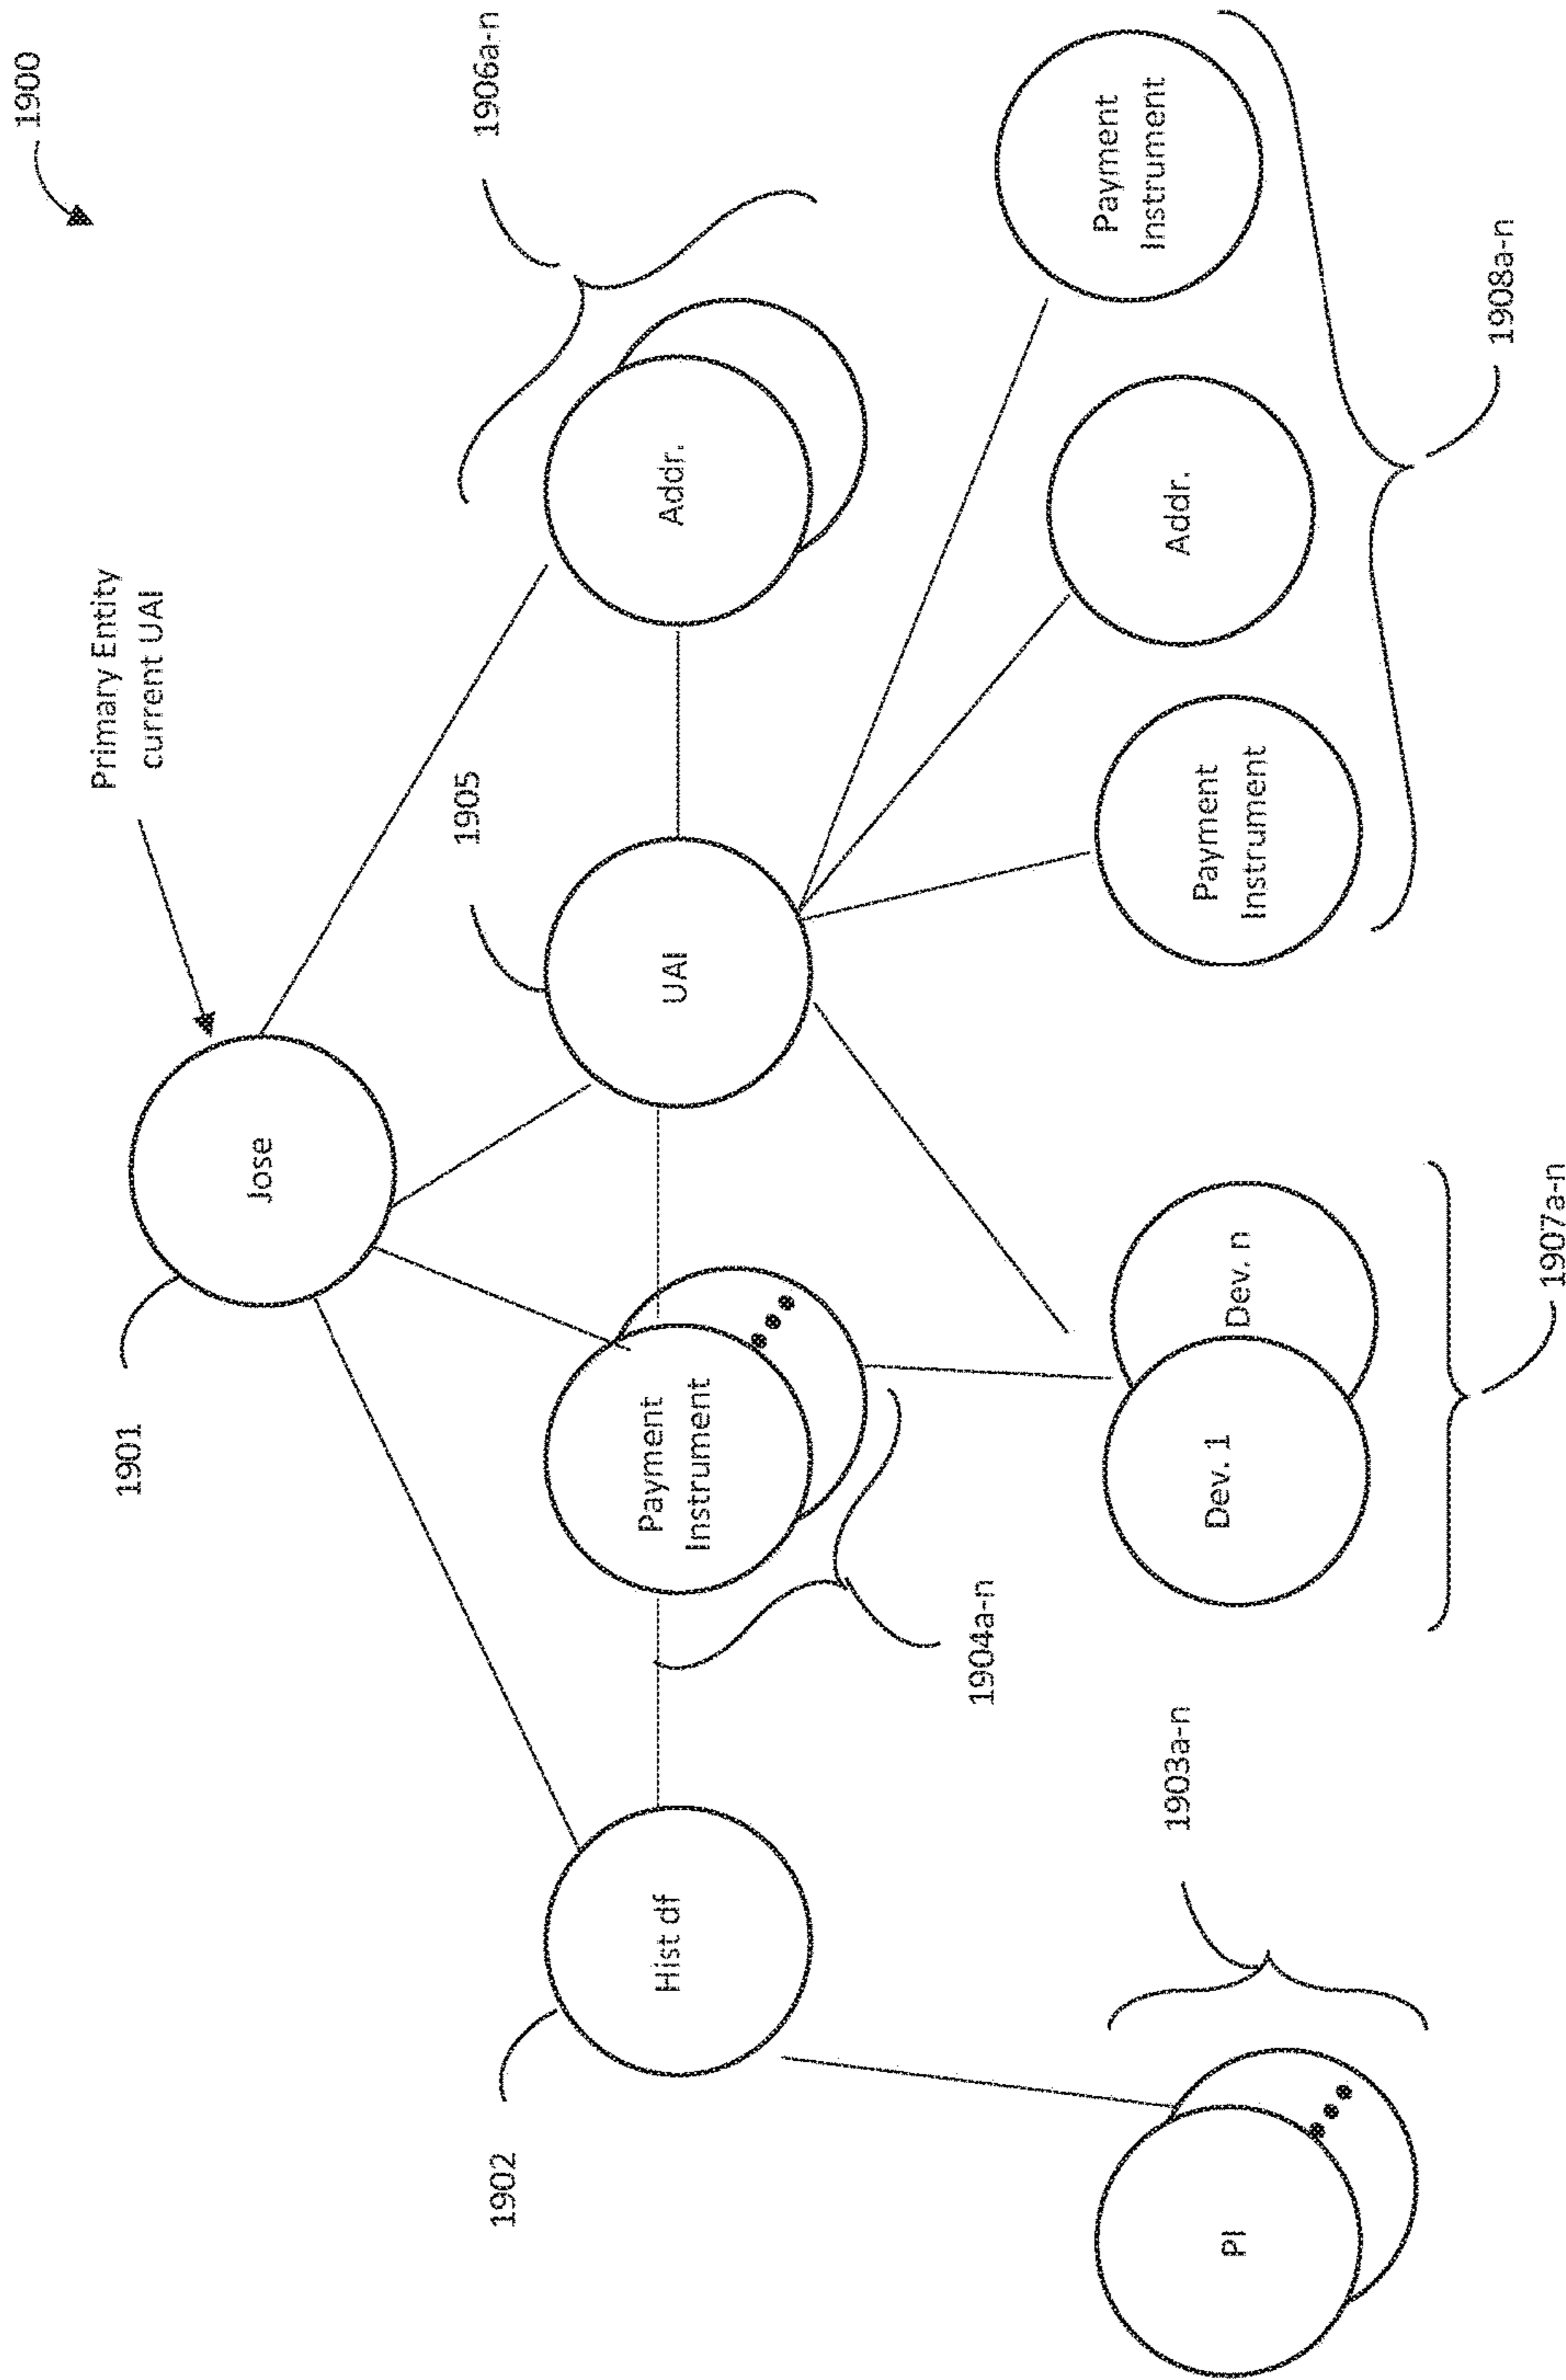 1900
Primary Entity
current UAI
1901
Jose
1902
Hist df
Payment
Instrument
1904a-n
1905
UAI
Addr.
1906a-n
PI
1903a-n
Dev. 1
Dev. n
1907a-n
Payment
Instrument
Addr.
Payment
Instrument
1908a-n